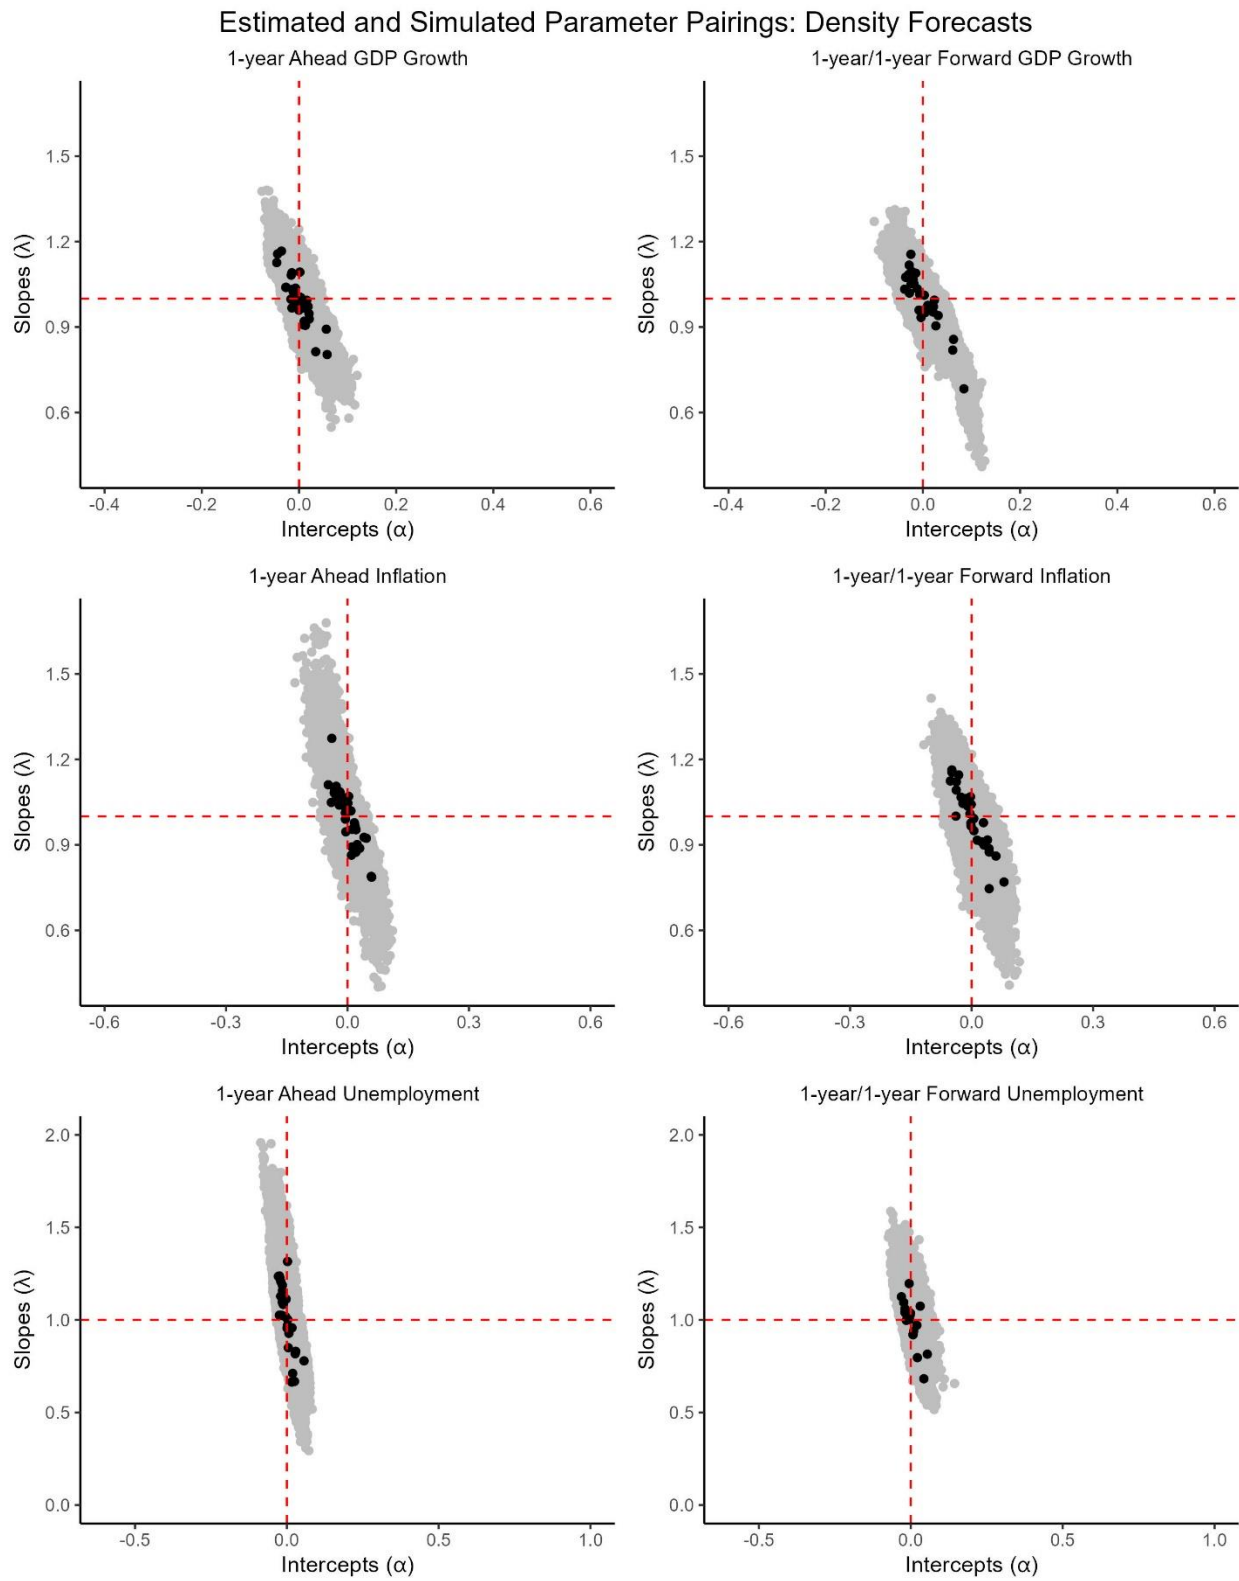 Estimated and Simulated Parameter Pairings: Density Forecasts
1-year Ahead GDP Growth
Slopes (λ)
1.5
1.2
0.9
0.6
-0.4
-0.2
0.0
0.2
0.4
0.6
Intercepts (α)
1-year/1-year Forward GDP Growth
Slopes (λ)
1.5
1.2
0.9
0.6
-0.4
-0.2
0.0
0.2
0.4
0.6
Intercepts (α)
1-year Ahead Inflation
Slopes (λ)
1.5
1.2
0.9
0.6
-0.6
-0.3
0.0
0.3
0.6
Intercepts (α)
1-year/1-year Forward Inflation
Slopes (λ)
1.5
1.2
0.9
0.6
-0.6
-0.3
0.0
0.3
0.6
Intercepts (α)
1-year Ahead Unemployment
Slopes (λ)
2.0
1.5
1.0
0.5
0.0
-0.5
0.0
0.5
1.0
Intercepts (α)
1-year/1-year Forward Unemployment
Slopes (λ)
2.0
1.5
1.0
0.5
0.0
-0.5
0.0
0.5
1.0
Intercepts (α)